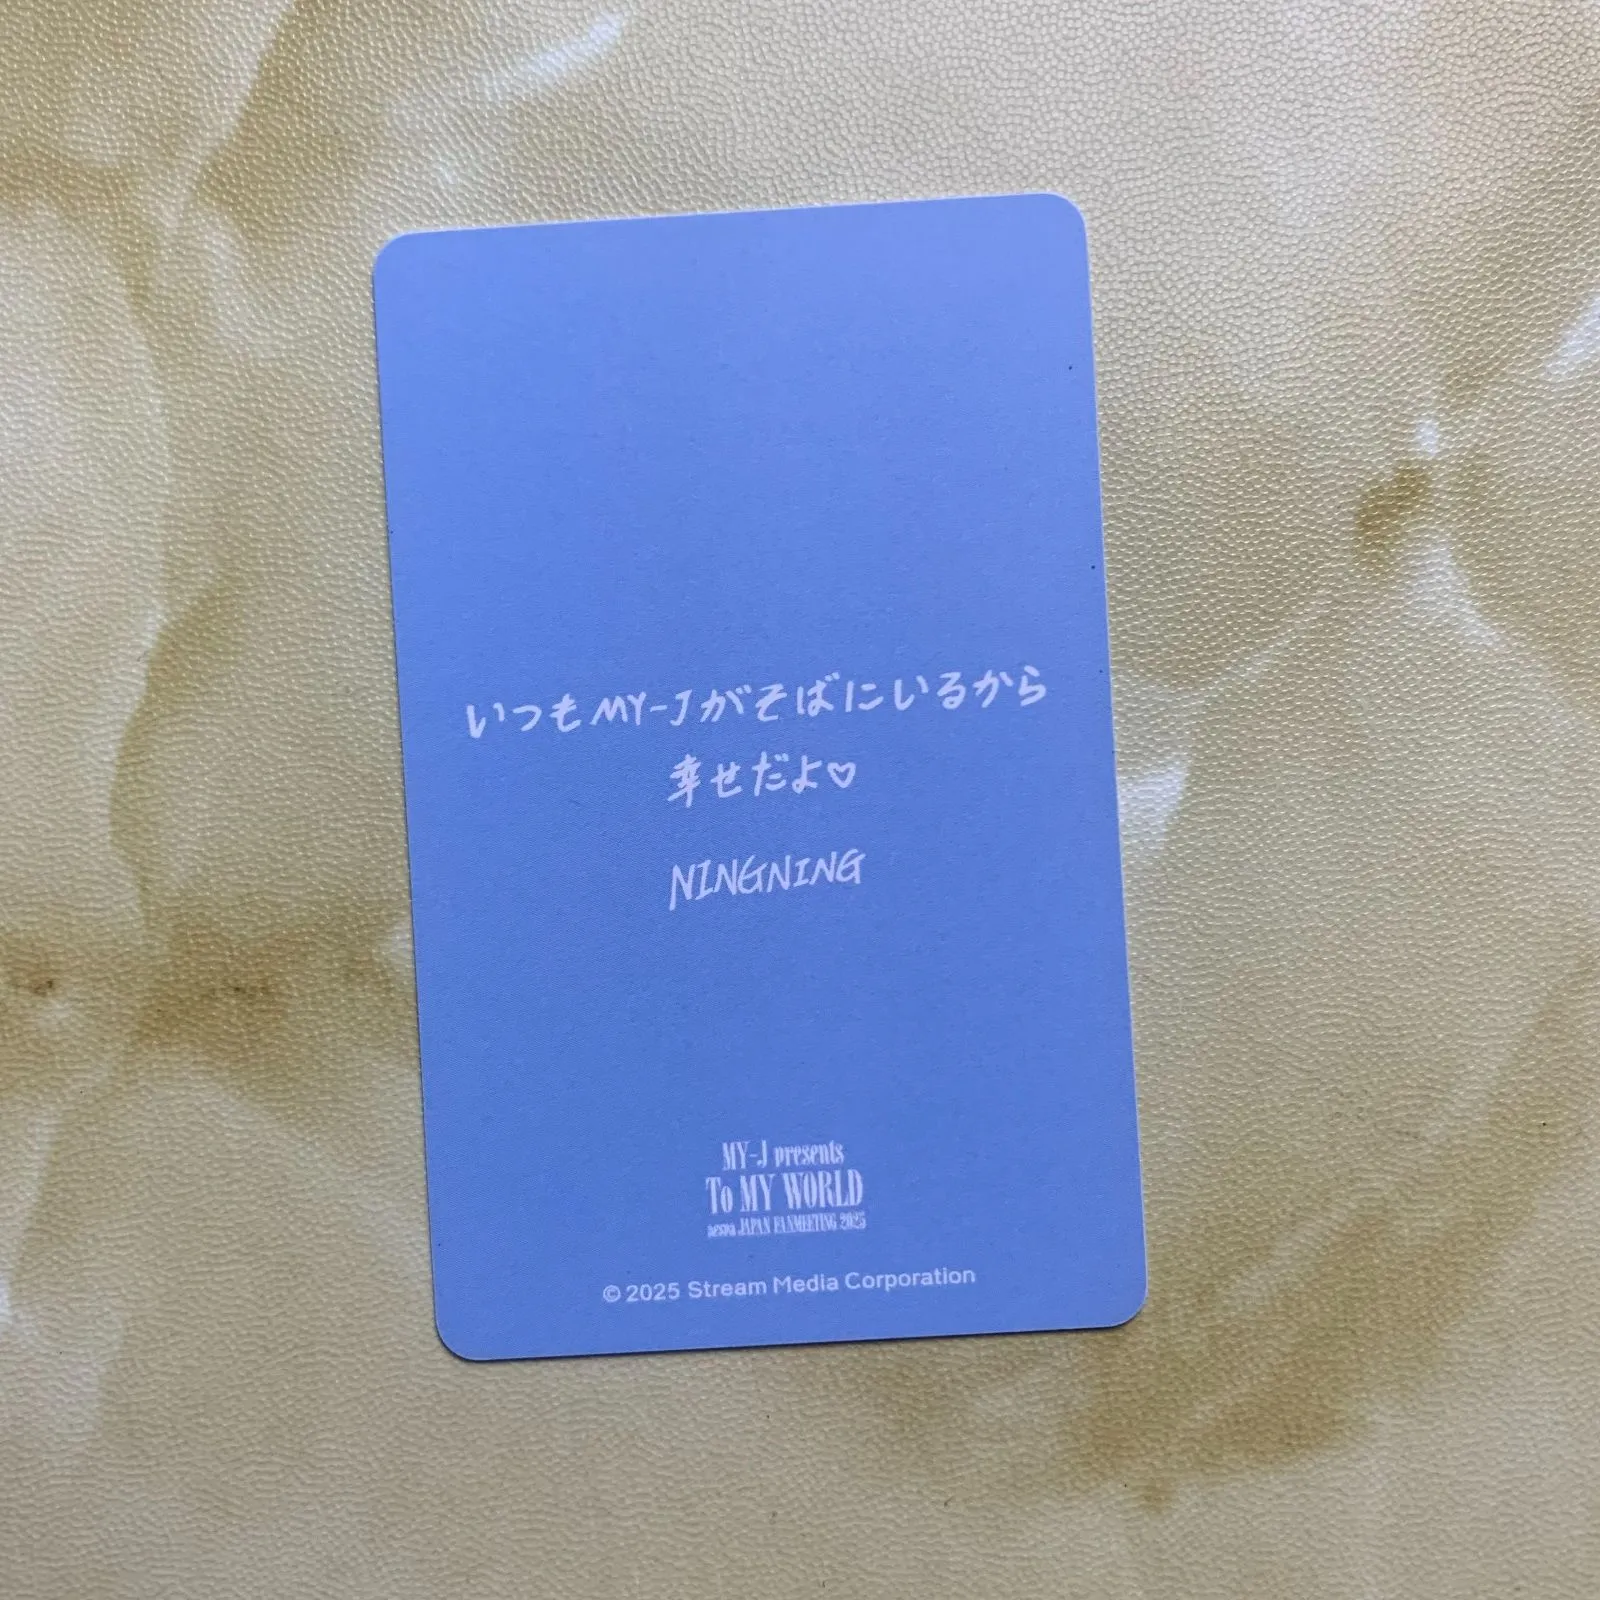 いつもMY-Jがそばにいるから
幸せだよ♡
NINGNING
MY-J presents
To MY WORLD
aespa JAPAN FANMEETING 2025
© 2025 Stream Media Corporation